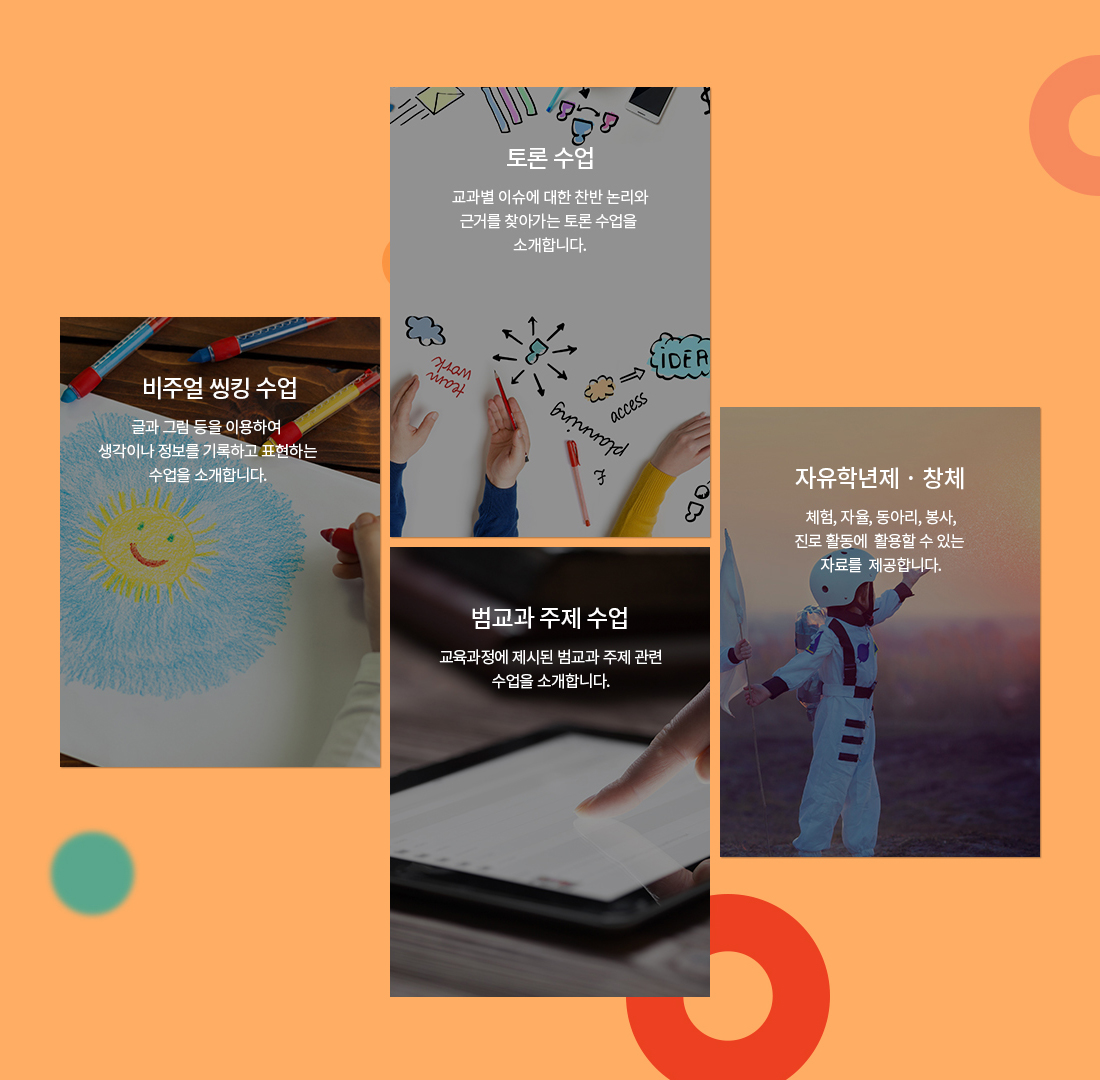 토론 수업
교과별 이슈에 대한 찬반 논리와
근거를 찾아가는 토론 수업을
소개합니다.
IDEA
team
work
access
planning
비주얼 씽킹 수업
글과 그림 등을 이용하여
생각이나 정보를 기록하고 표현하는
수업을 소개합니다.
자유학년제 · 창체
체험, 자율, 동아리, 봉사,
진로 활동에 활용할 수 있는
자료를 제공합니다.
범교과 주제 수업
교육과정에 제시된 범교과 주제 관련
수업을 소개합니다.